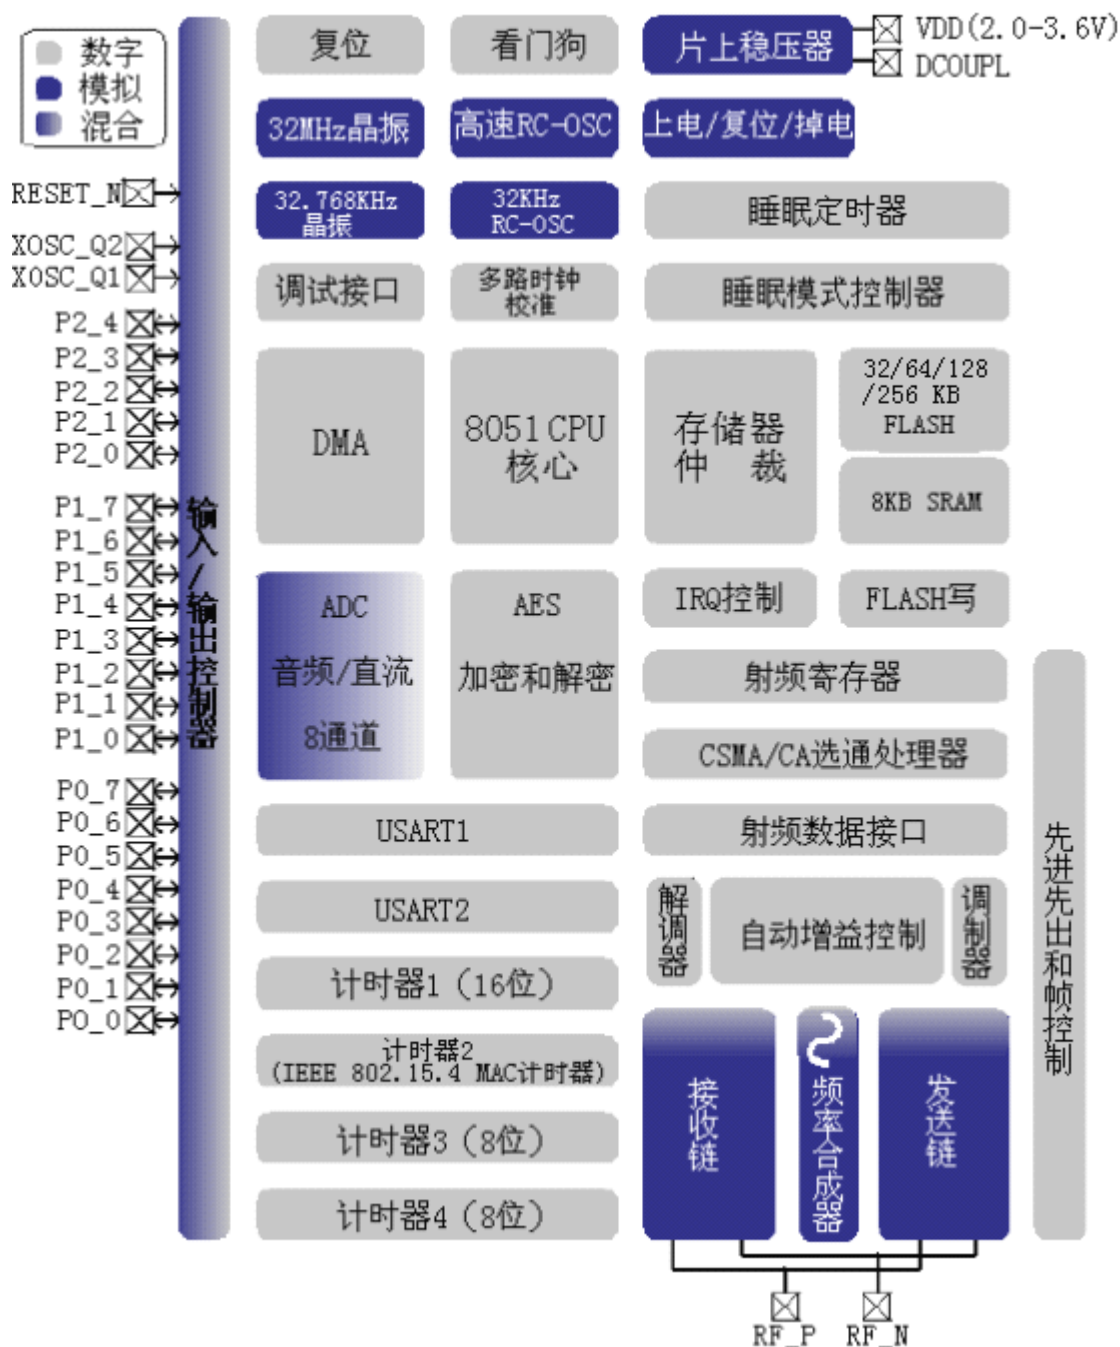 数字
模拟
混合
复位
看门狗
片上稳压器
VDD(2.0-3.6V)
DCOUPL
32MHz晶振
高速RC-OSC
上电/复位/掉电
RESET_N
XOSC_Q2
XOSC_Q1
P2_4
P2_3
P2_2
P2_1
P2_0
P1_7
P1_6
P1_5
P1_4
P1_3
P1_2
P1_1
P1_0
P0_7
P0_6
P0_5
P0_4
P0_3
P0_2
P0_1
P0_0
输入/输出控制器
32.768KHz
晶振
32KHz
RC-OSC
睡眠定时器
调试接口
多路时钟
校准
睡眠模式控制器
DMA
8051CPU
核心
存储器
仲 裁
32/64/128
/256 KB
FLASH
8KB SRAM
ADC
音频/直流
8通道
AES
加密和解密
IRQ控制
FLASH写
射频寄存器
CSMA/CA选通处理器
USART1
射频数据接口
USART2
解调器
自动增益控制
调制器
先进先出和帧控制
计时器1（16位）
计时器2
(IEEE 802.15.4 MAC计时器)
计时器3（8位）
计时器4（8位）
接收链
频率合成器
发送链
RF_P
RF_N